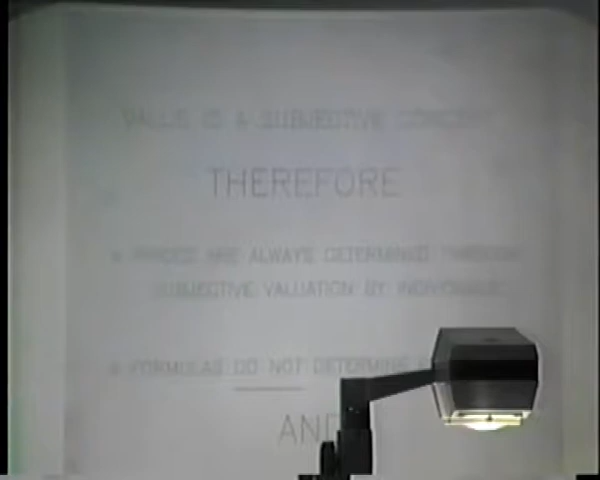 VALUE IS A SUBJECTIVE CONCEPT
THEREFORE
PRICES ARE ALWAYS DETERMINED THROUGH
SUBJECTIVE VALUATION BY INDIVIDUALS
FORMULAS DO NOT DETERMINE
AND